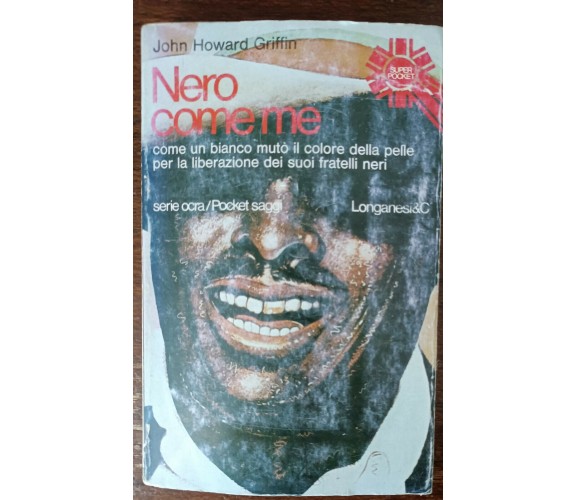 John Howard Griffin
SUPER
POCKET
Nero
come me
come un bianco mutò il colore della pelle
per la liberazione dei suoi fratelli neri
serie ocra/Pocket saggi
Longanesi&C